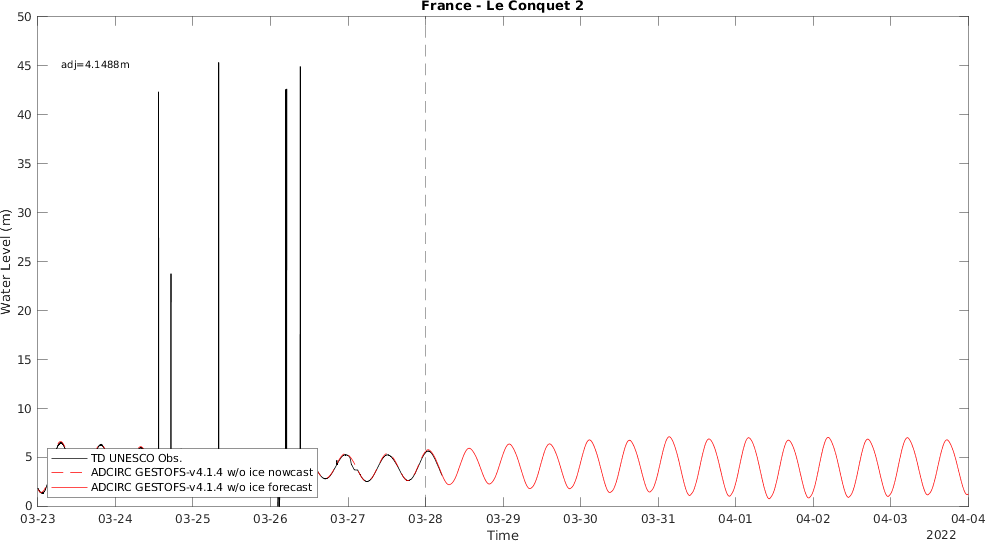 France - Le Conquet 2
50
45
40
35
30
25
20
15
10
5
0
Water Level (m)
adj=4.1488m
TD UNESCO Obs.
ADCIRC GESTOFS-v4.1.4 w/o ice nowcast
ADCIRC GESTOFS-v4.1.4 w/o ice forecast
03-23 03-24 03-25 03-26 03-27 03-28 03-29 03-30 03-31 04-01 04-02 04-03 04-04
Time
2022